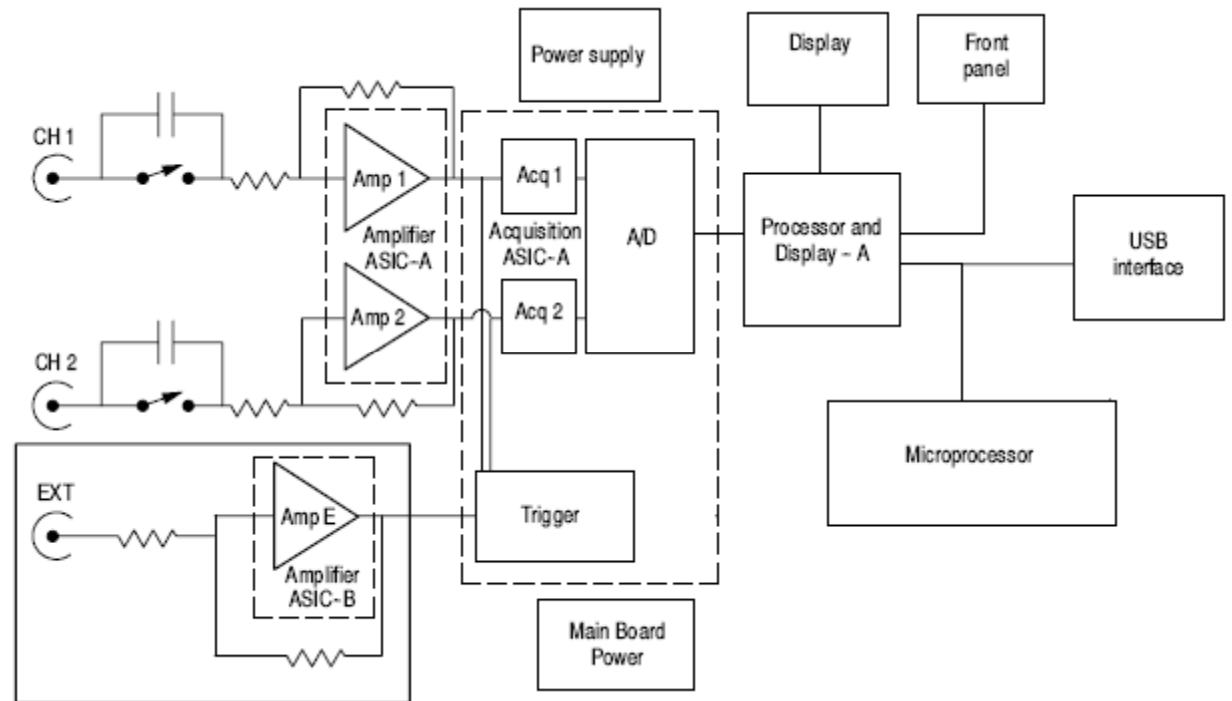 Power supply
Display
Front
panel
CH 1
Amp 1
Acq 1
Amplifier
ASIC-A
Acquisition
ASIC-A
A/D
Processor and
Display - A
USB
interface
Amp 2
Acq 2
CH 2
Microprocessor
EXT
Amp E
Trigger
Amplifier
ASIC-B
Main Board
Power